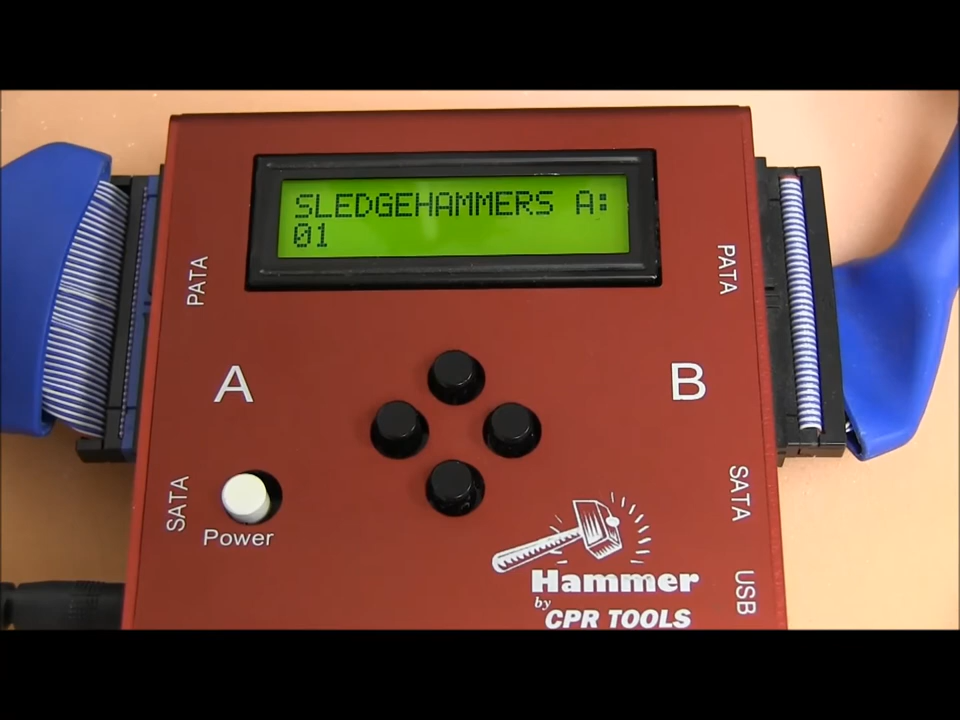 SLEDGEHAMMERS A:
01
PATA
PATA
A
B
SATA
SATA
Power
USB
Hammer
by
CPR TOOLS